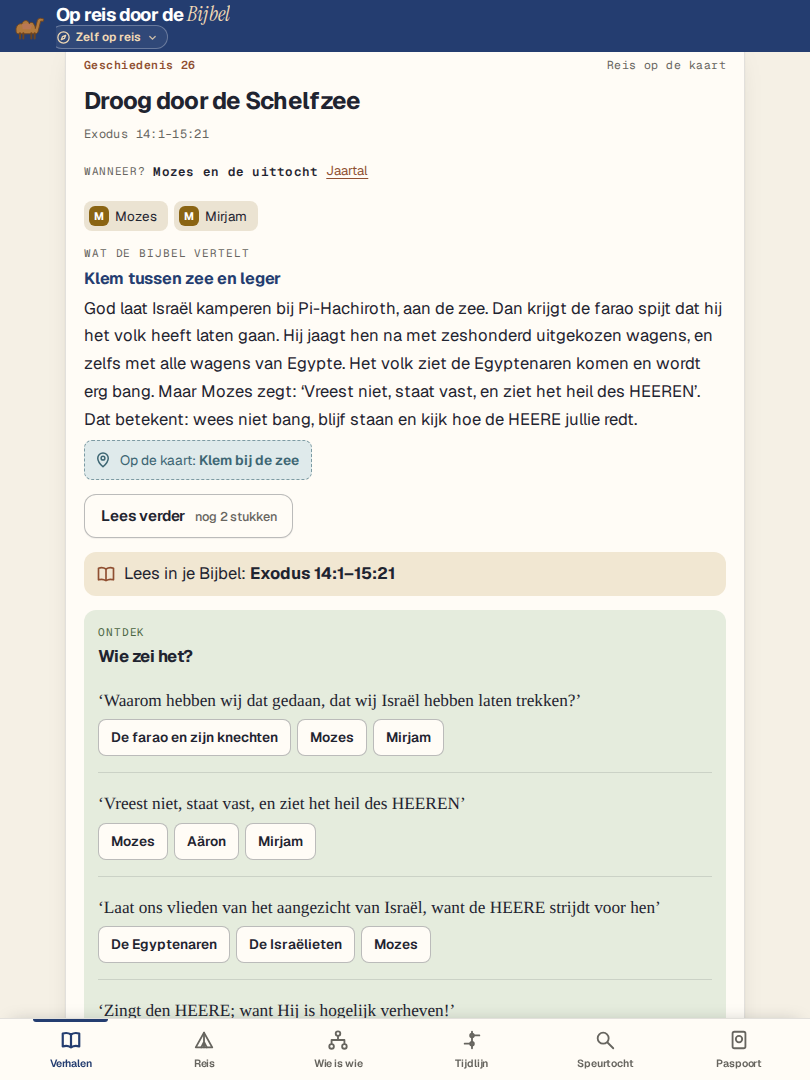 Op reis door de Bijbel
Zelf op reis
Geschiedenis 26
Reis op de kaart
Droog door de Schelfzee
Exodus 14:1–15:21
WANNEER? Mozes en de uittocht Jaartal
M Mozes
M Mirjam
WAT DE BIJBEL VERTELT
Klem tussen zee en leger
God laat Israël kamperen bij Pi-Hachiroth, aan de zee. Dan krijgt de farao spijt dat hij
het volk heeft laten gaan. Hij jaagt hen na met zeshonderd uitgekozen wagens, en
zelfs met alle wagens van Egypte. Het volk ziet de Egyptenaren komen en wordt
erg bang. Maar Mozes zegt: ‘Vreest niet, staat vast, en ziet het heil des HEEREN’.
Dat betekent: wees niet bang, blijf staan en kijk hoe de HEERE jullie redt.
Op de kaart: Klem bij de zee
Lees verder nog 2 stukken
Lees in je Bijbel: Exodus 14:1–15:21
ONTDEK
Wie zei het?
‘Waarom hebben wij dat gedaan, dat wij Israël hebben laten trekken?’
De farao en zijn knechten Mozes Mirjam
‘Vreest niet, staat vast, en ziet het heil des HEEREN’
Mozes Aäron Mirjam
‘Laat ons vlieden van het aangezicht van Israël, want de HEERE strijdt voor hen’
De Egyptenaren De Israëlieten Mozes
‘Zingt den HEERE; want Hij is hogelijk verheven!’
Verhalen Reis Wie is wie Tijdlijn Speurtocht Paspoort